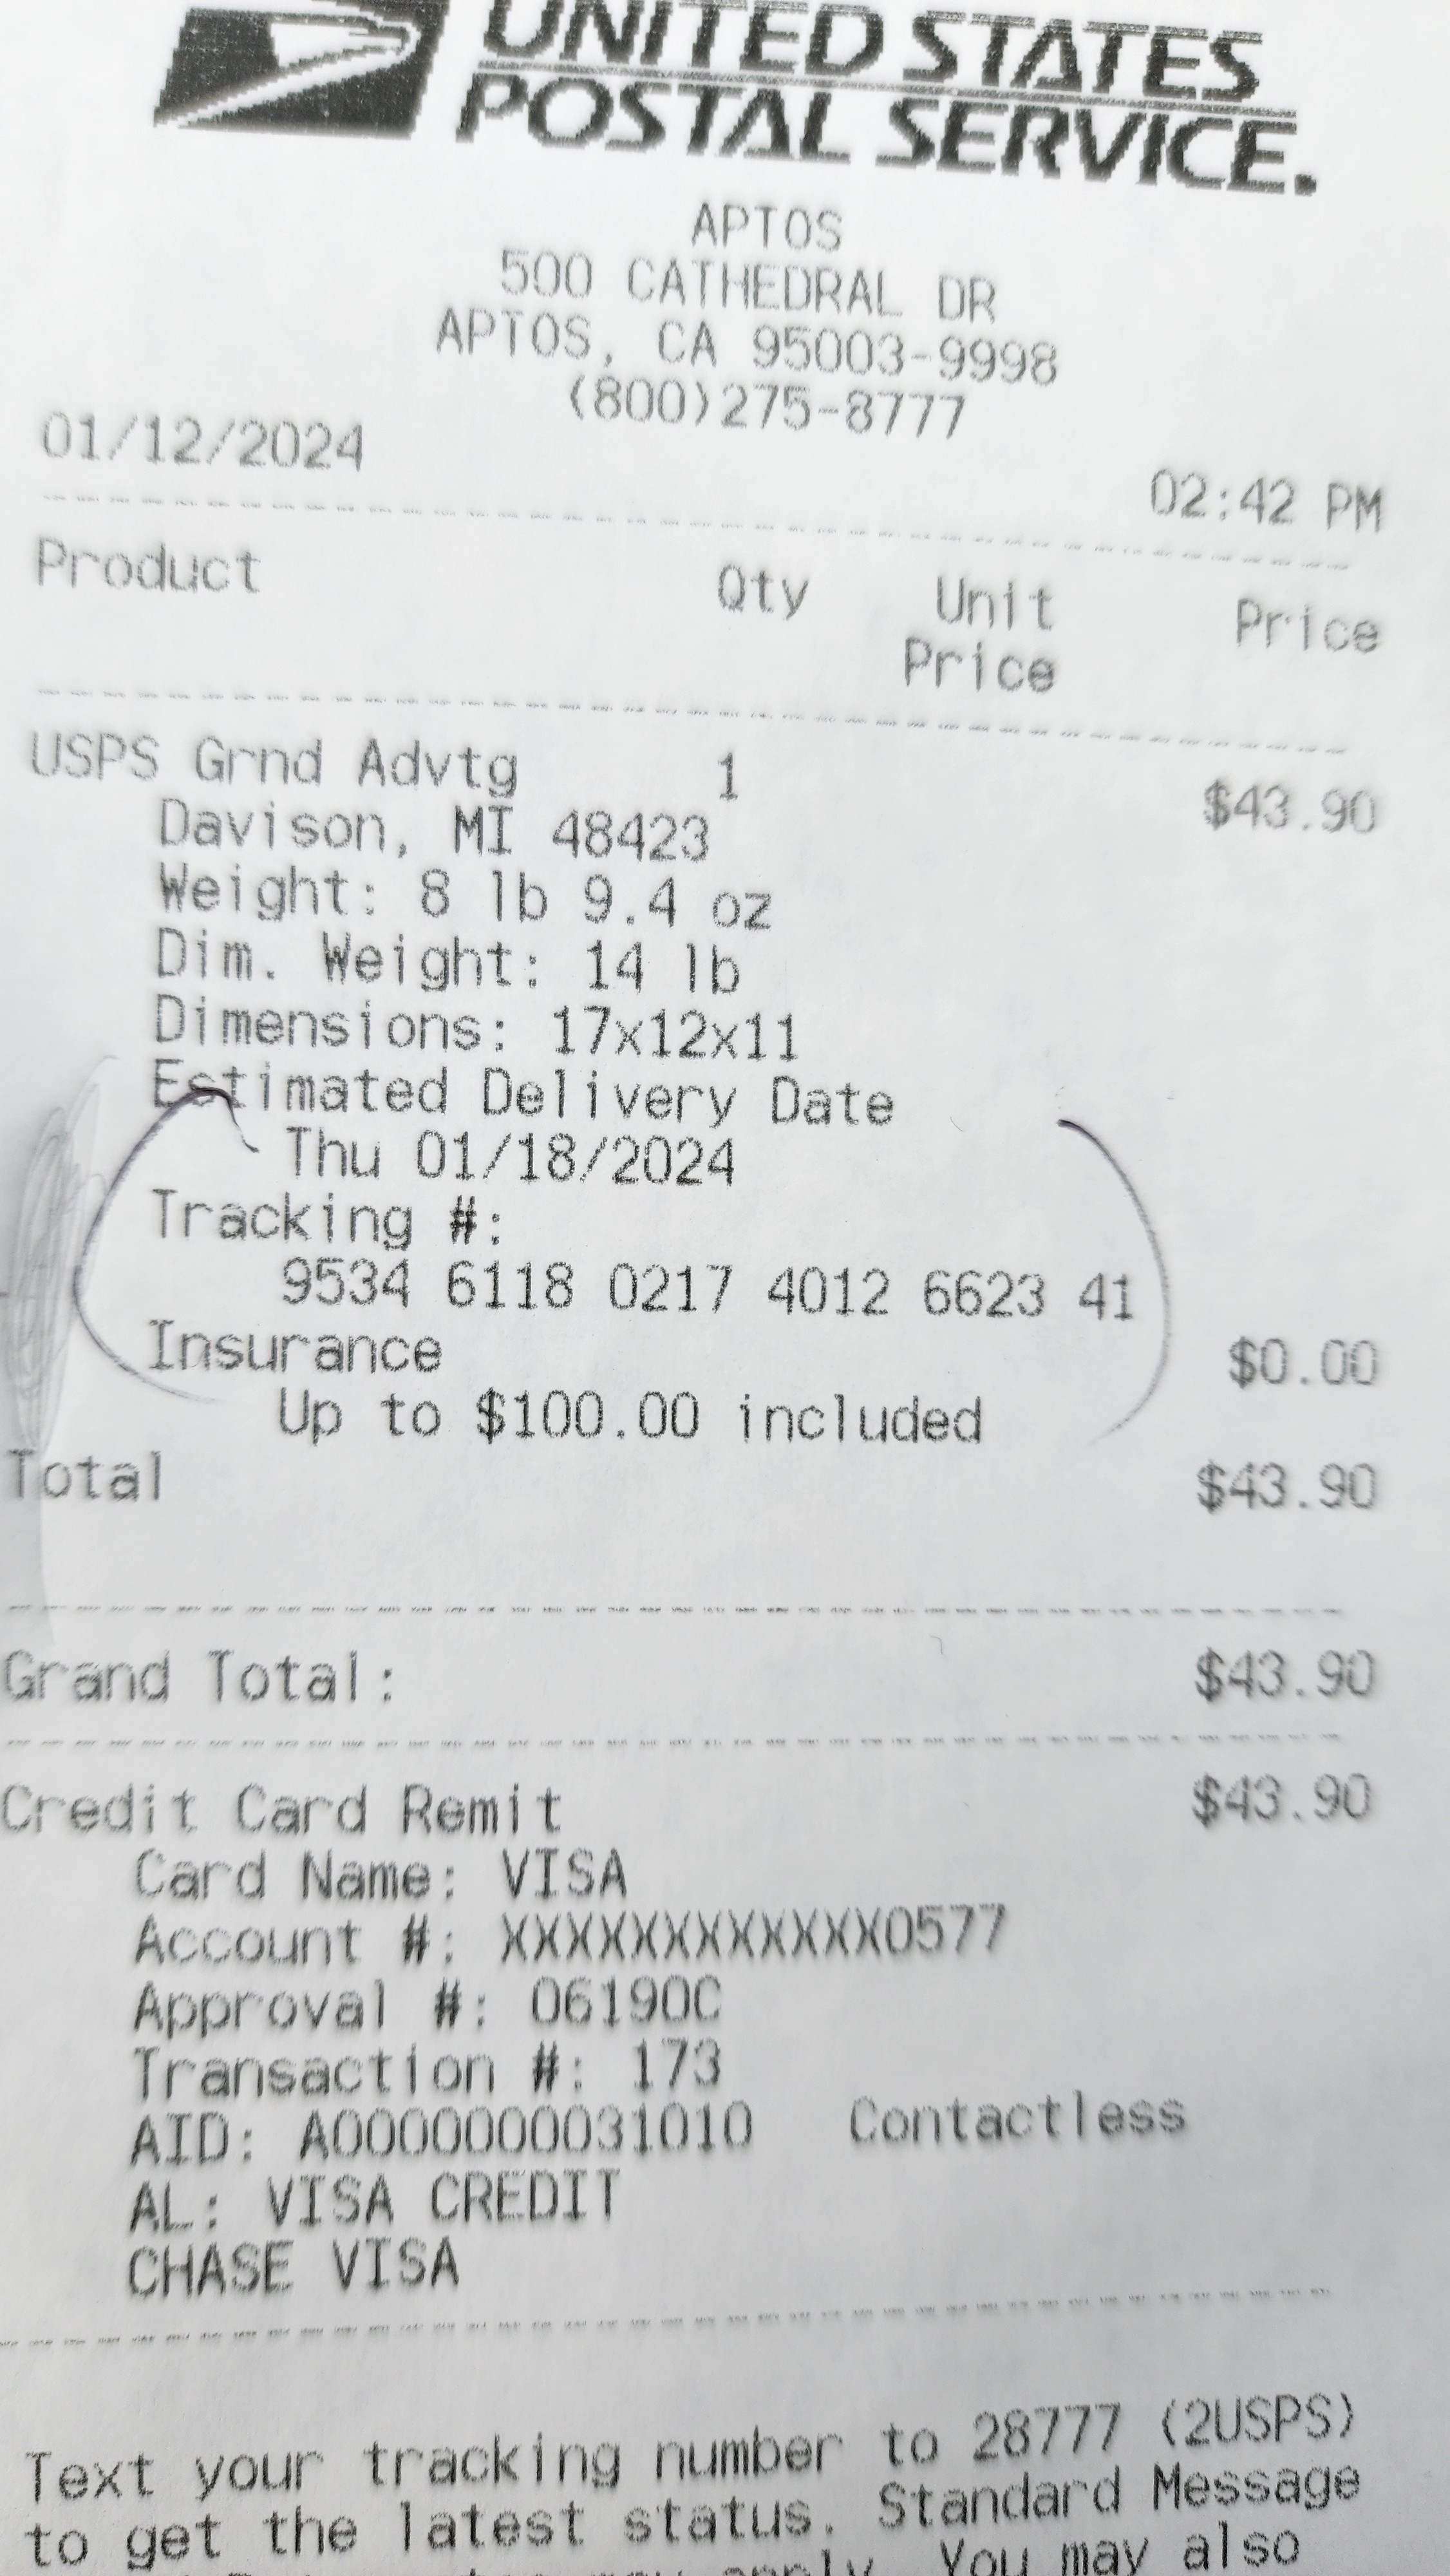 UNITED STATES
POSTAL SERVICE.
APTOS
500 CATHEDRAL DR
APTOS, CA 95003-9998
(800)275-8777
01/12/2024 02:42 PM
Product Qty Unit Price
Price
USPS Grnd Advtg 1 $43.90
Davison, MI 48423
Weight: 8 lb 9.4 oz
Dim. Weight: 14 lb
Dimensions: 17x12x11
Estimated Delivery Date
Thu 01/18/2024
Tracking #:
9534 6118 0217 4012 6623 41
Insurance $0.00
Up to $100.00 included
Total $43.90
Grand Total: $43.90
Credit Card Remit $43.90
Card Name: VISA
Account #: XXXXXXXXXXXX0577
Approval #: 06190C
Transaction #: 173
AID: A0000000031010 Contactless
AL: VISA CREDIT
CHASE VISA
Text your tracking number to 28777 (2USPS)
to get the latest status. Standard Message
may apply. You may also